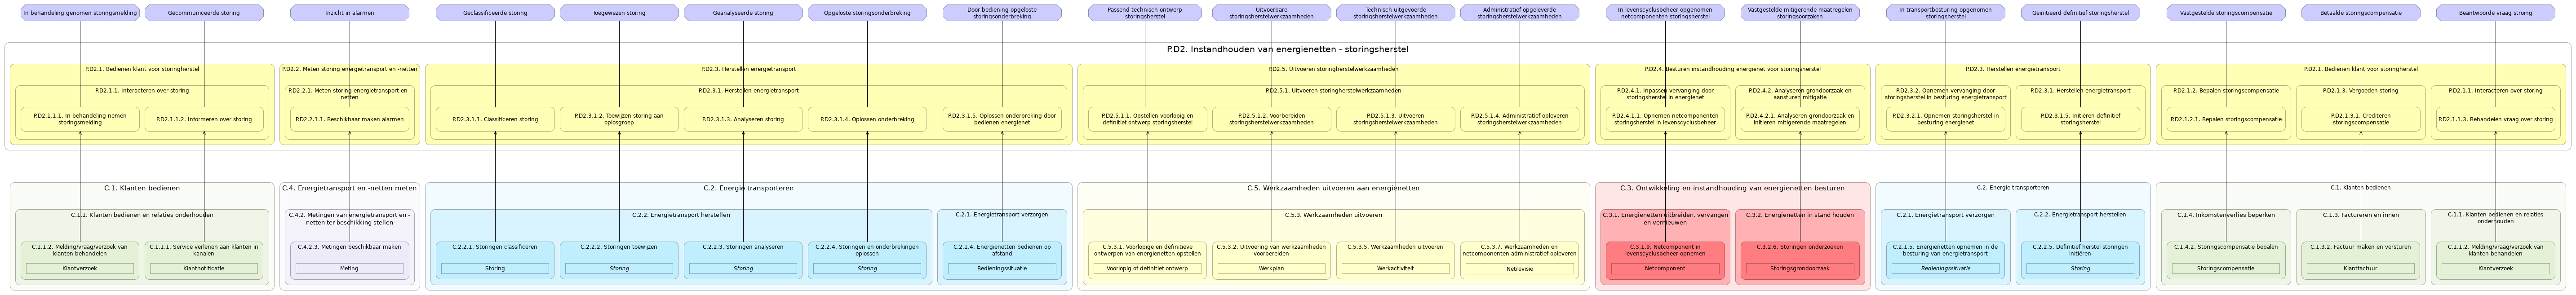 In behandeling genomen storingsmelding
Gecommuniceerde storing
Inzicht in alarmen
Geclassificeerde storing
Toegewezen storing
Geanalyseerde storing
Opgeloste storingsonderbreking
Door bediening opgeloste
storingsonderbreking
Passend technisch ontwerp
storingsherstel
Uitvoerbare
storingsherstelwerkzaamheden
Technisch uitgevoerde
storingsherstelwerkzaamheden
Administratief opgeleverde
storingsherstelwerkzaamheden
In levenscyclusbeheer opgenomen
netcomponenten storingsherstel
Vastgestelde mitigerende maatregelen
storingsoorzaken
In transportbesturing opgenomen
storingsherstel
Geïnitieerd definitief storingsherstel
Vastgestelde storingscompensatie
Betaalde storingscompensatie
Beantwoorde vraag stroing
P.D2. Instandhouden van energienetten - storingsherstel
P.D2.1. Bedienen klant voor storingherstel
P.D2.2. Meten storing energietransport en -netten
P.D2.3. Herstellen energietransport
P.D2.5. Uitvoeren storingherstelwerkzaamheden
P.D2.4. Besturen instandhouding energienet voor storingsherstel
P.D2.3. Herstellen energietransport
P.D2.1. Bedienen klant voor storingherstel
P.D2.1.1. Interacteren over storing
P.D2.2.1. Meten storing energietransport en -
netten
P.D2.3.1. Herstellen energietransport
P.D2.5.1. Uitvoeren storingherstelwerkzaamheden
P.D2.4.1. Inpassen vervanging door
storingsherstel in energienet
P.D2.4.2. Analyseren grondoorzaak en
aansturen mitigatie
P.D2.3.2. Opnemen vervanging door
storingsherstel in besturing energietransport
P.D2.3.1. Herstellen energietransport
P.D2.1.2. Bepalen storingscompensatie
P.D2.1.3. Vergoeden storing
P.D2.1.1. Interacteren over storing
P.D2.1.1.1. In behandeling nemen
storingsmelding
P.D2.1.1.2. Informeren over storing
P.D2.2.1.1. Beschikbaar maken alarmen
P.D2.3.1.1. Classificeren storing
P.D2.3.1.2. Toewijzen storing aan
oplosgroep
P.D2.3.1.3. Analyseren storing
P.D2.3.1.4. Oplossen onderbreking
P.D2.3.1.5. Oplossen onderbreking door
bedienen energienet
P.D2.5.1.1. Opstellen voorlopig en
definitief ontwerp storingsherstel
P.D2.5.1.2. Voorbereiden
storingsherstelwerkzaamheden
P.D2.5.1.3. Uitvoeren
storingsherstelwerkzaamheden
P.D2.5.1.4. Administratief opleveren
storingsherstelwerkzaamheden
P.D2.4.1.1. Opnemen netcomponenten
storingsherstel in levenscyclusbeheer
P.D2.4.2.1. Analyseren grondoorzaak en
initieren mitigerende maatregelen
P.D2.3.2.1. Opnemen storingsherstel in
besturing energienet
P.D2.3.1.5. Initiëren definitief
storingsherstel
P.D2.1.2.1. Bepalen storingscompensatie
P.D2.1.3.1. Crediteren
storingscompensatie
P.D2.1.1.3. Behandelen vraag over storing
C.1. Klanten bedienen
C.4. Energietransport en -netten meten
C.2. Energie transporteren
C.5. Werkzaamheden uitvoeren aan energienetten
C.3. Ontwikkeling en instandhouding van energienetten besturen
C.2. Energie transporteren
C.1. Klanten bedienen
C.1.1. Klanten bedienen en relaties onderhouden
C.4.2. Metingen van energietransport en -
netten ter beschikking stellen
C.2.2. Energietransport herstellen
C.2.1. Energietransport verzorgen
C.5.3. Werkzaamheden uitvoeren
C.3.1. Energienetten uitbreiden, vervangen
en vernieuwen
C.3.2. Energienetten in stand houden
C.2.1. Energietransport verzorgen
C.2.2. Energietransport herstellen
C.1.4. Inkomstenverlies beperken
C.1.3. Factureren en innen
C.1.1. Klanten bedienen en relaties
onderhouden
C.1.1.2. Melding/vraag/verzoek van
klanten behandelen
C.1.1.1. Service verlenen aan klanten in
kanalen
C.4.2.3. Metingen beschikbaar maken
C.2.2.1. Storingen classificeren
C.2.2.2. Storingen toewijzen
C.2.2.3. Storingen analyseren
C.2.2.4. Storingen en onderbrekingen
oplossen
C.2.1.4. Energienetten bedienen op
afstand
C.5.3.1. Voorlopige en definitieve
ontwerpen van energienetten opstellen
C.5.3.2. Uitvoering van werkzaamheden
voorbereiden
C.5.3.5. Werkzaamheden uitvoeren
C.5.3.7. Werkzaamheden en
netcomponenten administratief opleveren
C.3.1.9. Netcomponent in
levenscyclusbeheer opnemen
C.3.2.6. Storingen onderzoeken
C.2.1.5. Energienetten opnemen in de
besturing van energietransport
C.2.2.5. Definitief herstel storingen
initiëren
C.1.4.2. Storingscompensatie bepalen
C.1.3.2. Factuur maken en versturen
C.1.1.2. Melding/vraag/verzoek van
klanten behandelen
Klantverzoek
Klantnotificatie
Meting
Storing
Storing
Storing
Storing
Bedieningssituatie
Voorlopig of definitief ontwerp
Werkplan
Werkactiviteit
Netrevisie
Netcomponent
Storingsgrondoorzaak
Bedieningssituatie
Storing
Storingscompensatie
Klantfactuur
Klantverzoek